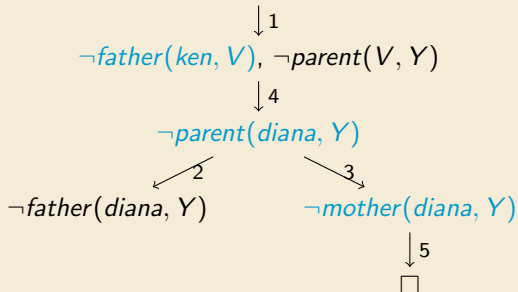 1
¬father(ken, V), ¬parent(V, Y)
4
¬parent(diana, Y)
2 3
¬father(diana, Y) ¬mother(diana, Y)
5
□